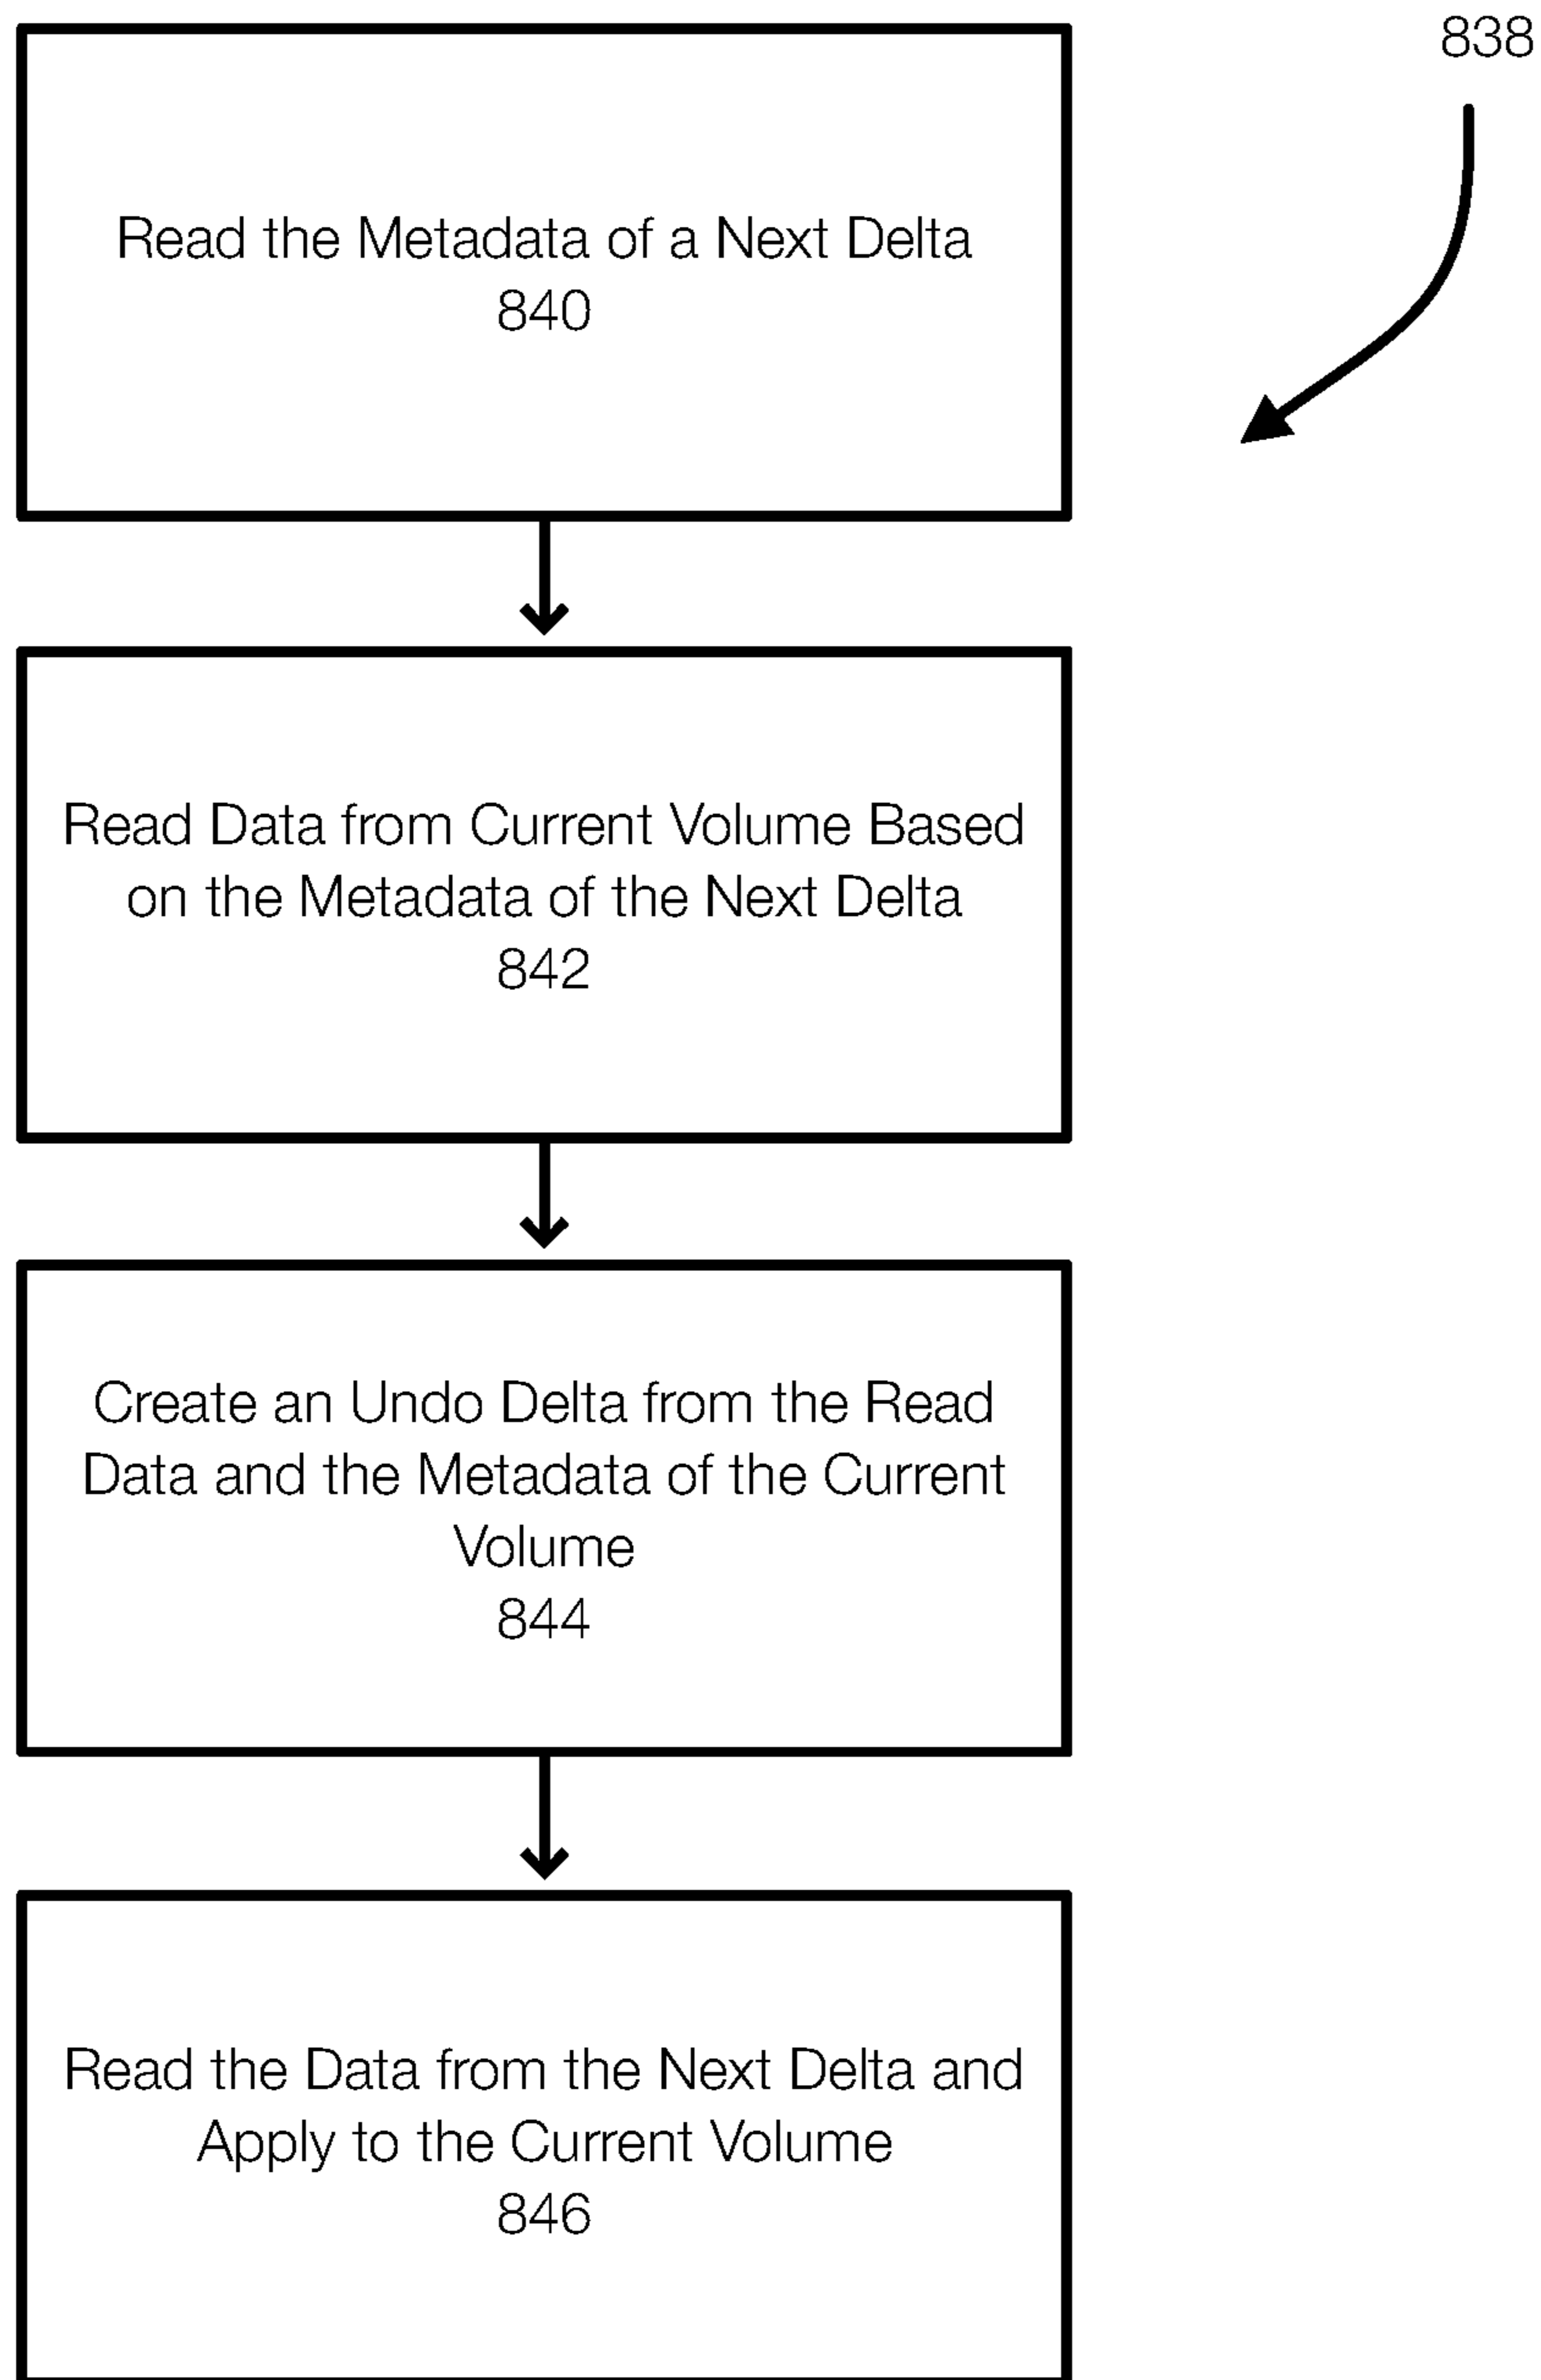 838
Read the Metadata of a Next Delta
840
Read Data from Current Volume Based
on the Metadata of the Next Delta
842
Create an Undo Delta from the Read
Data and the Metadata of the Current
Volume
844
Read the Data from the Next Delta and
Apply to the Current Volume
846